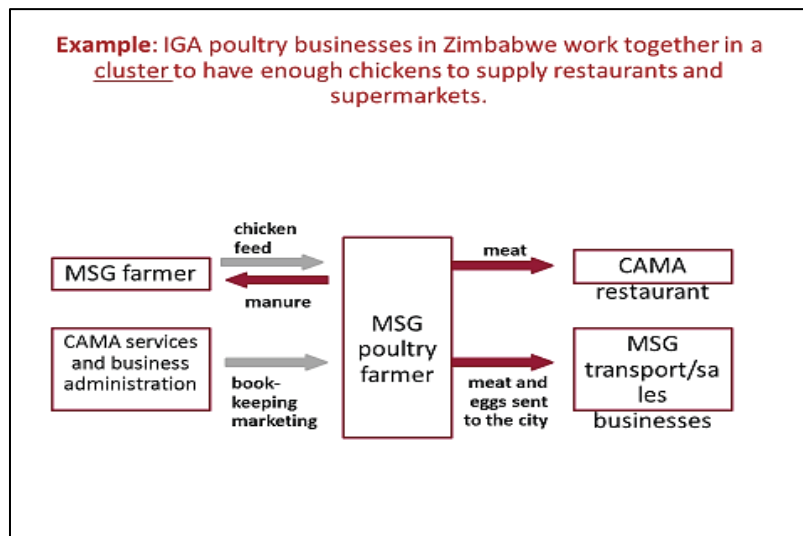 Example: IGA poultry businesses in Zimbabwe work together in a
cluster to have enough chickens to supply restaurants and
supermarkets.
chicken
feed
MSG farmer
manure
CAMA services
and business
administration
book-
keeping
marketing
MSG
poultry
farmer
meat
CAMA
restaurant
meat and
eggs sent
to the city
MSG
transport/sa
les
businesses